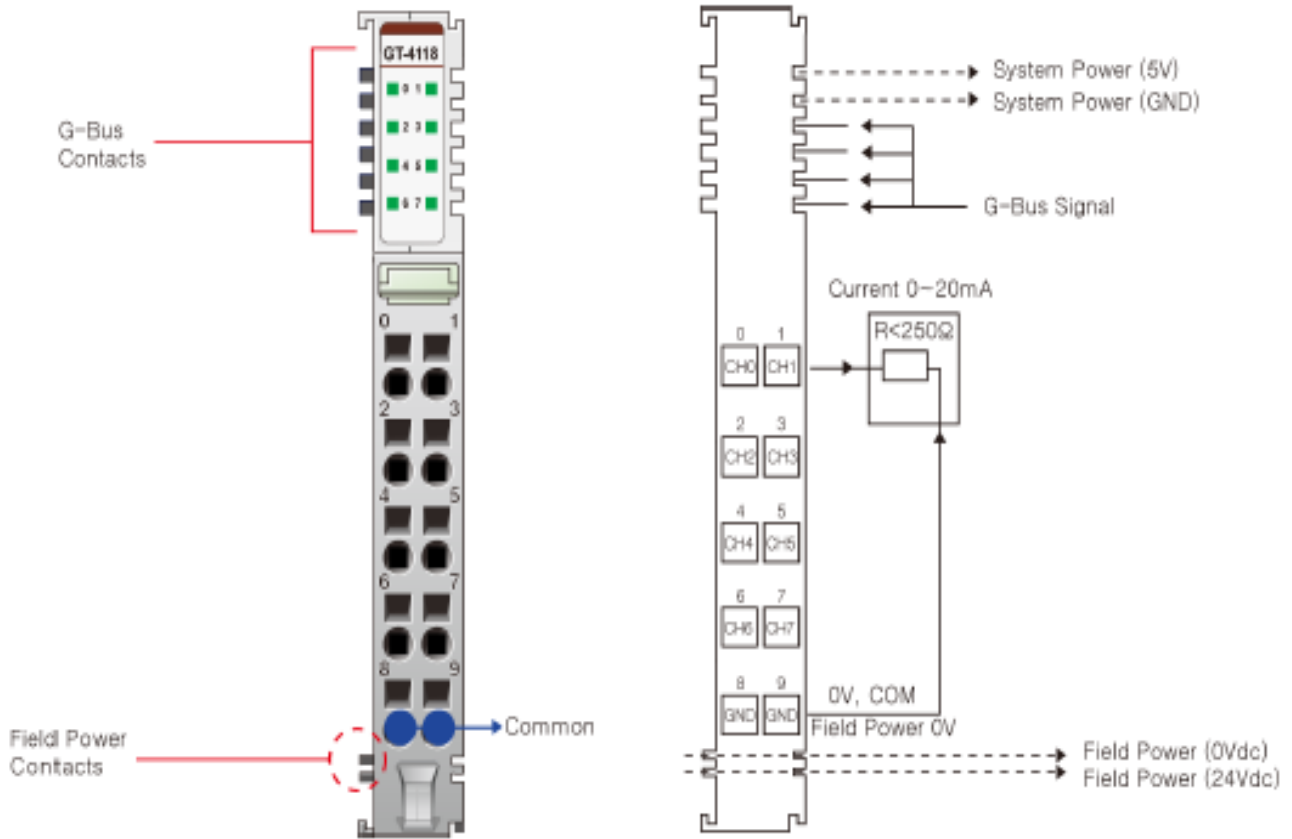 GT-4118
0 1
2 3
4 5
6 7
G-Bus
Contacts
0 1
2 3
4 5
6 7
8 9
Common
Field Power
Contacts
System Power (5V)
System Power (GND)
G-Bus Signal
Current 0-20mA
R<250Ω
0 1
CH0 CH1
2 3
CH2 CH3
4 5
CH4 CH5
6 7
CH6 CH7
8 9
GND GND
0V, COM
Field Power 0V
Field Power (0Vdc)
Field Power (24Vdc)